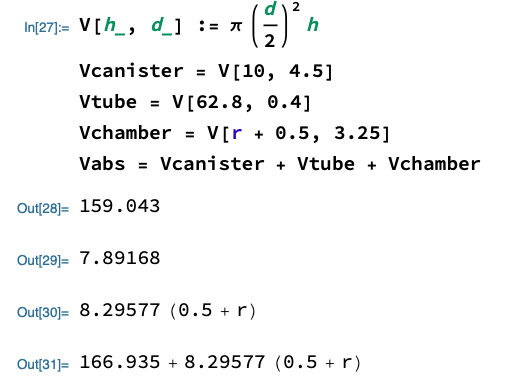 In[27]:= V[h_, d_] := π (d/2)^2 h
Vcanister = V[10, 4.5]
Vtube = V[62.8, 0.4]
Vchamber = V[r + 0.5, 3.25]
Vabs = Vcanister + Vtube + Vchamber
Out[28]= 159.043
Out[29]= 7.89168
Out[30]= 8.29577 (0.5 + r)
Out[31]= 166.935 + 8.29577 (0.5 + r)